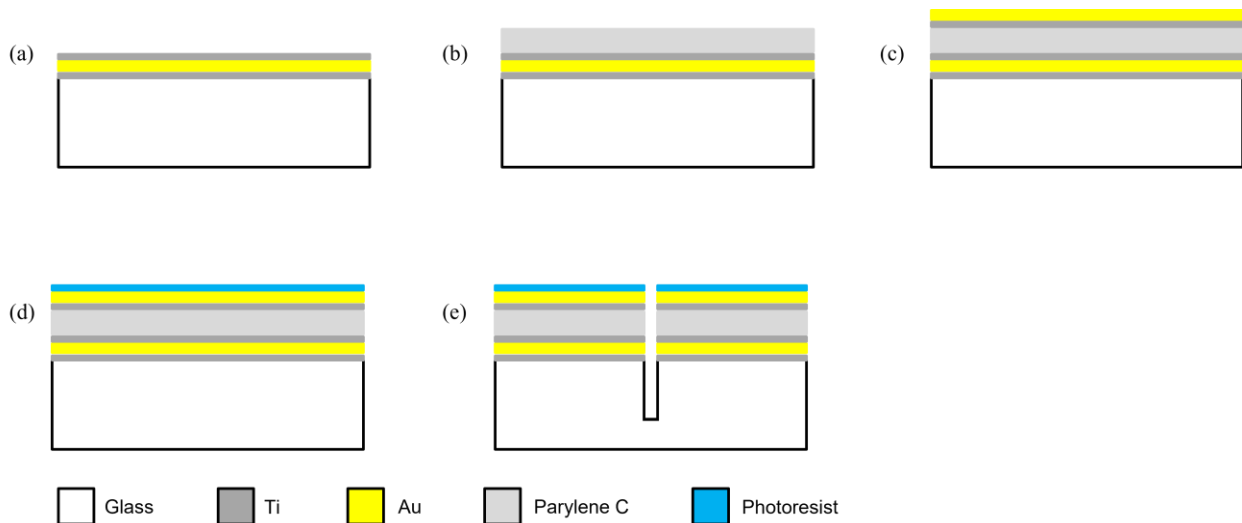 (a)
(b)
(c)
(d)
(e)
Glass
Ti
Au
Parylene C
Photoresist